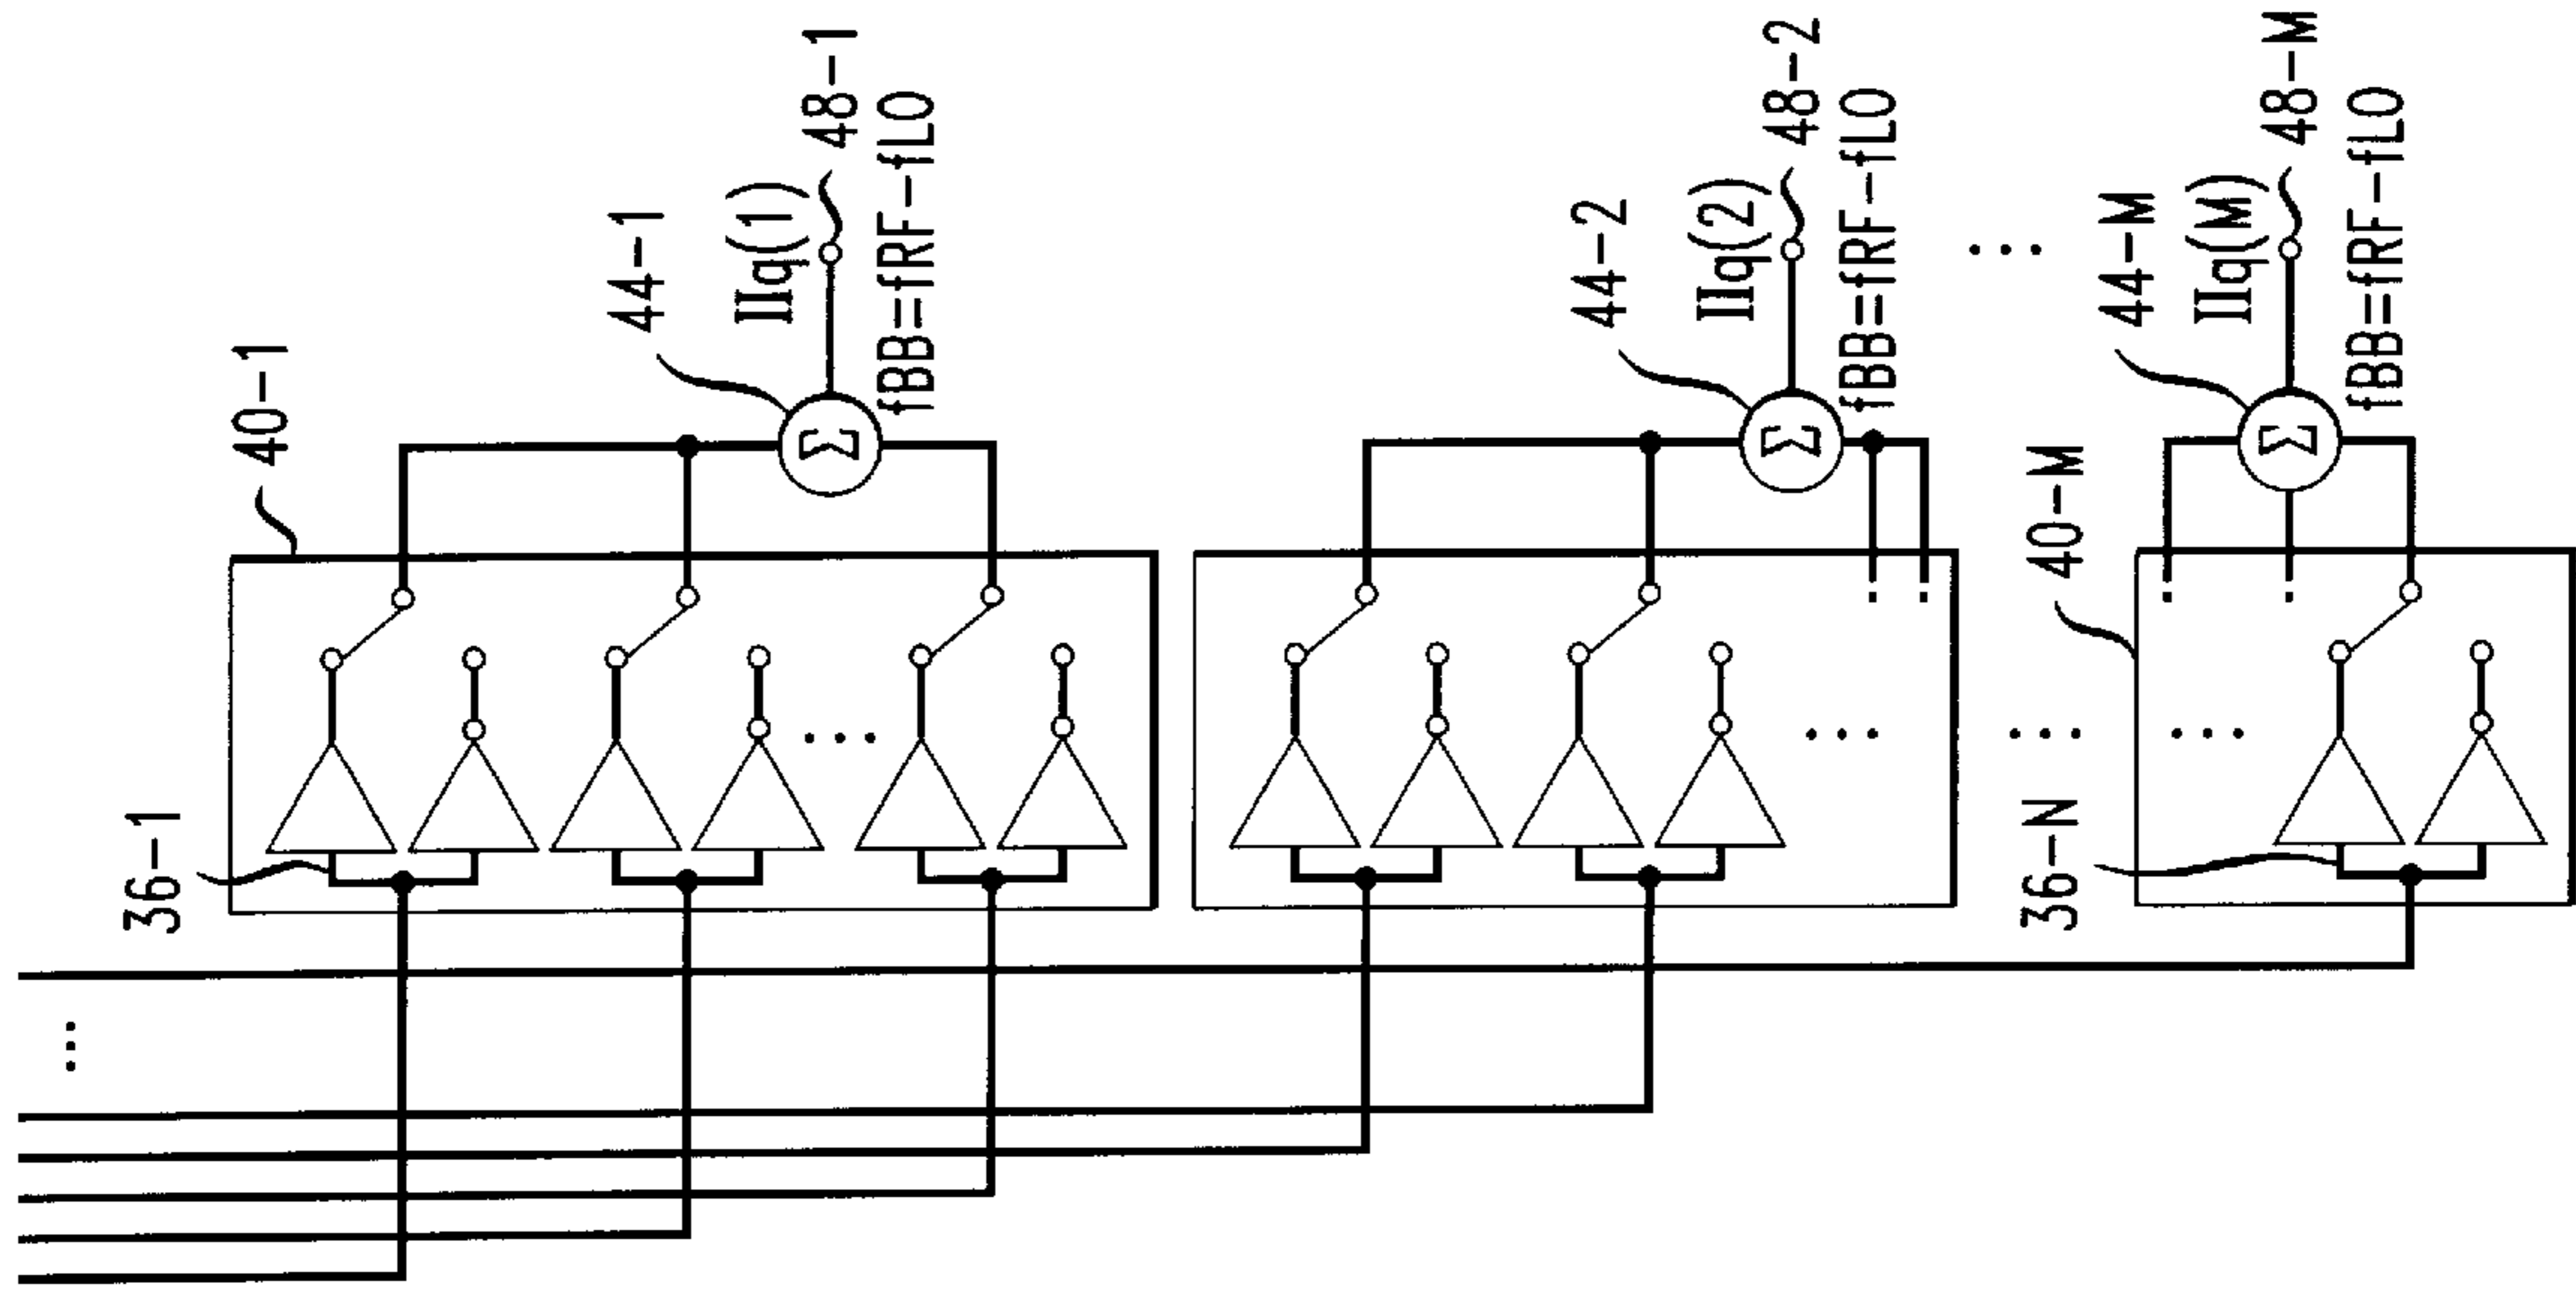 40-1
36-1
44-1
IIq(1)
48-1
fBB=fRF-fLO
44-2
IIq(2)
48-2
fBB=fRF-fLO
...
40-M
36-N
44-M
IIq(M)
48-M
fBB=fRF-fLO
Σ
Σ
Σ